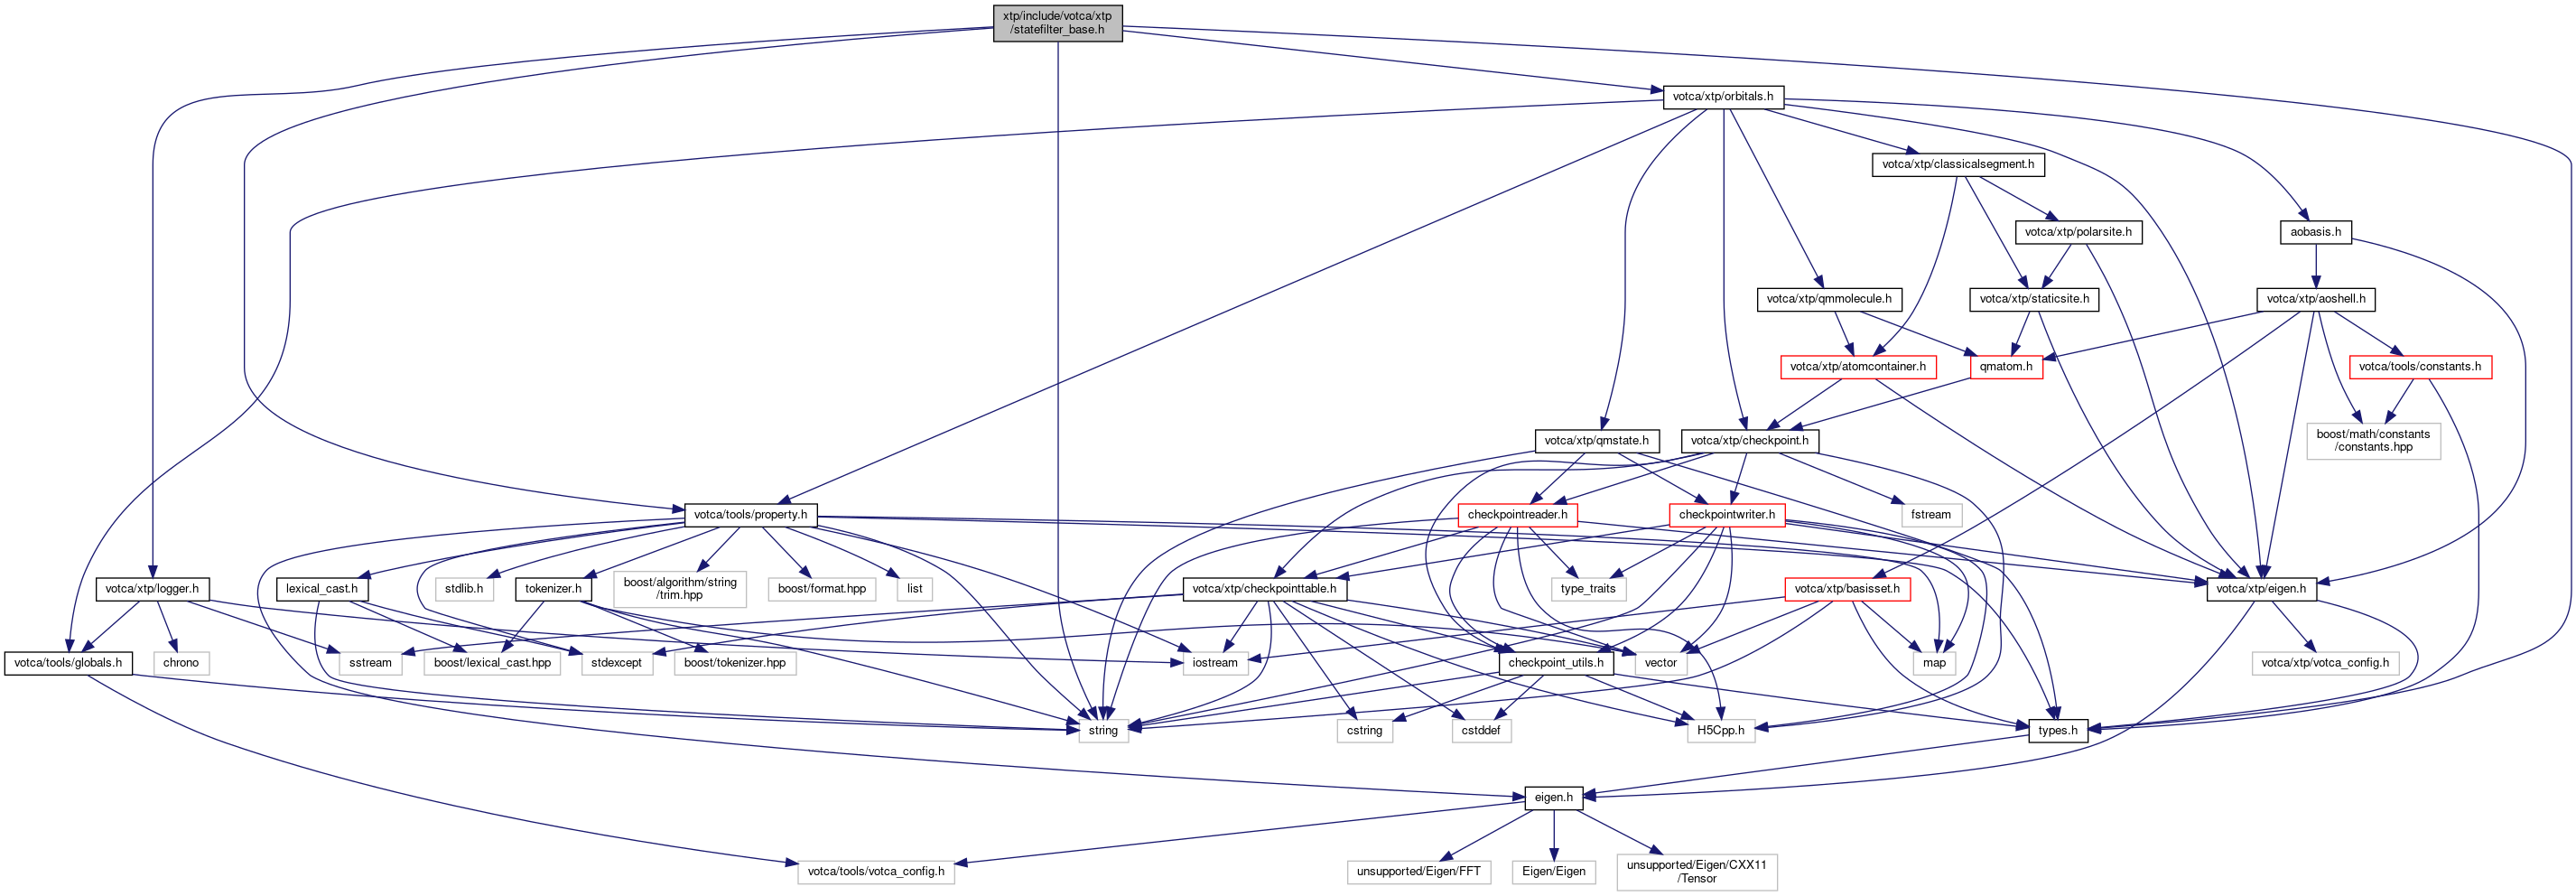 xtp/include/votca/xtp
/statefilter_base.h
votca/xtp/orbitals.h
votca/xtp/classicalsegment.h
votca/xtp/polarsite.h
aobasis.h
votca/xtp/qmmolecule.h
votca/xtp/staticsite.h
votca/xtp/aoshell.h
votca/xtp/atomcontainer.h
qmatom.h
votca/tools/constants.h
votca/xtp/qmstate.h
votca/xtp/checkpoint.h
boost/math/constants
/constants.hpp
votca/tools/property.h
checkpointreader.h
checkpointwriter.h
fstream
votca/xtp/logger.h
lexical_cast.h
stdlib.h
tokenizer.h
boost/algorithm/string
/trim.hpp
boost/format.hpp
list
votca/xtp/checkpointtable.h
type_traits
votca/xtp/basisset.h
votca/xtp/eigen.h
votca/tools/globals.h
chrono
sstream
boost/lexical_cast.hpp
stdexcept
boost/tokenizer.hpp
iostream
checkpoint_utils.h
vector
map
votca/xtp/votca_config.h
string
cstring
cstddef
H5Cpp.h
types.h
eigen.h
votca/tools/votca_config.h
unsupported/Eigen/FFT
Eigen/Eigen
unsupported/Eigen/CXX11
/Tensor